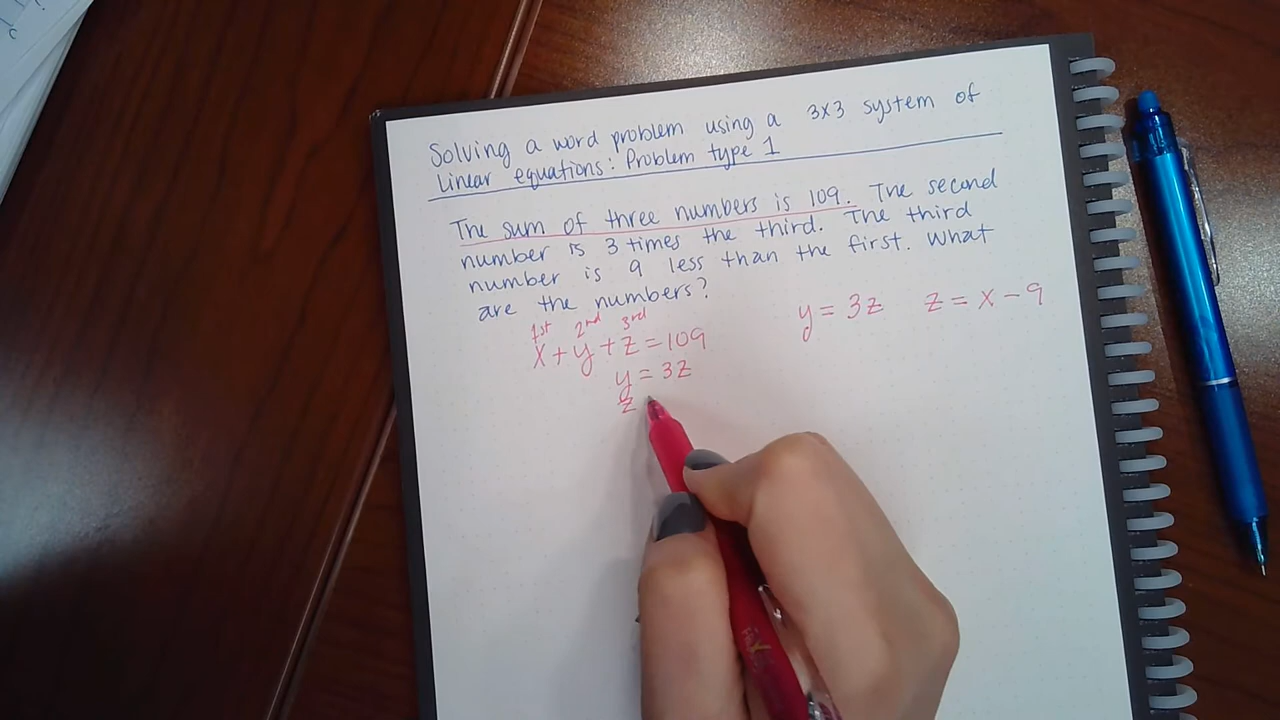 Solving a word problem using a 3x3 system of
linear equations: Problem type 1
The sum of three numbers is 109. The second
number is 3 times the third. The third
number is 9 less than the first. What
are the numbers?
y = 3z z = x - 9
1st 2nd 3rd
x + y + z = 109
y = 3z
z